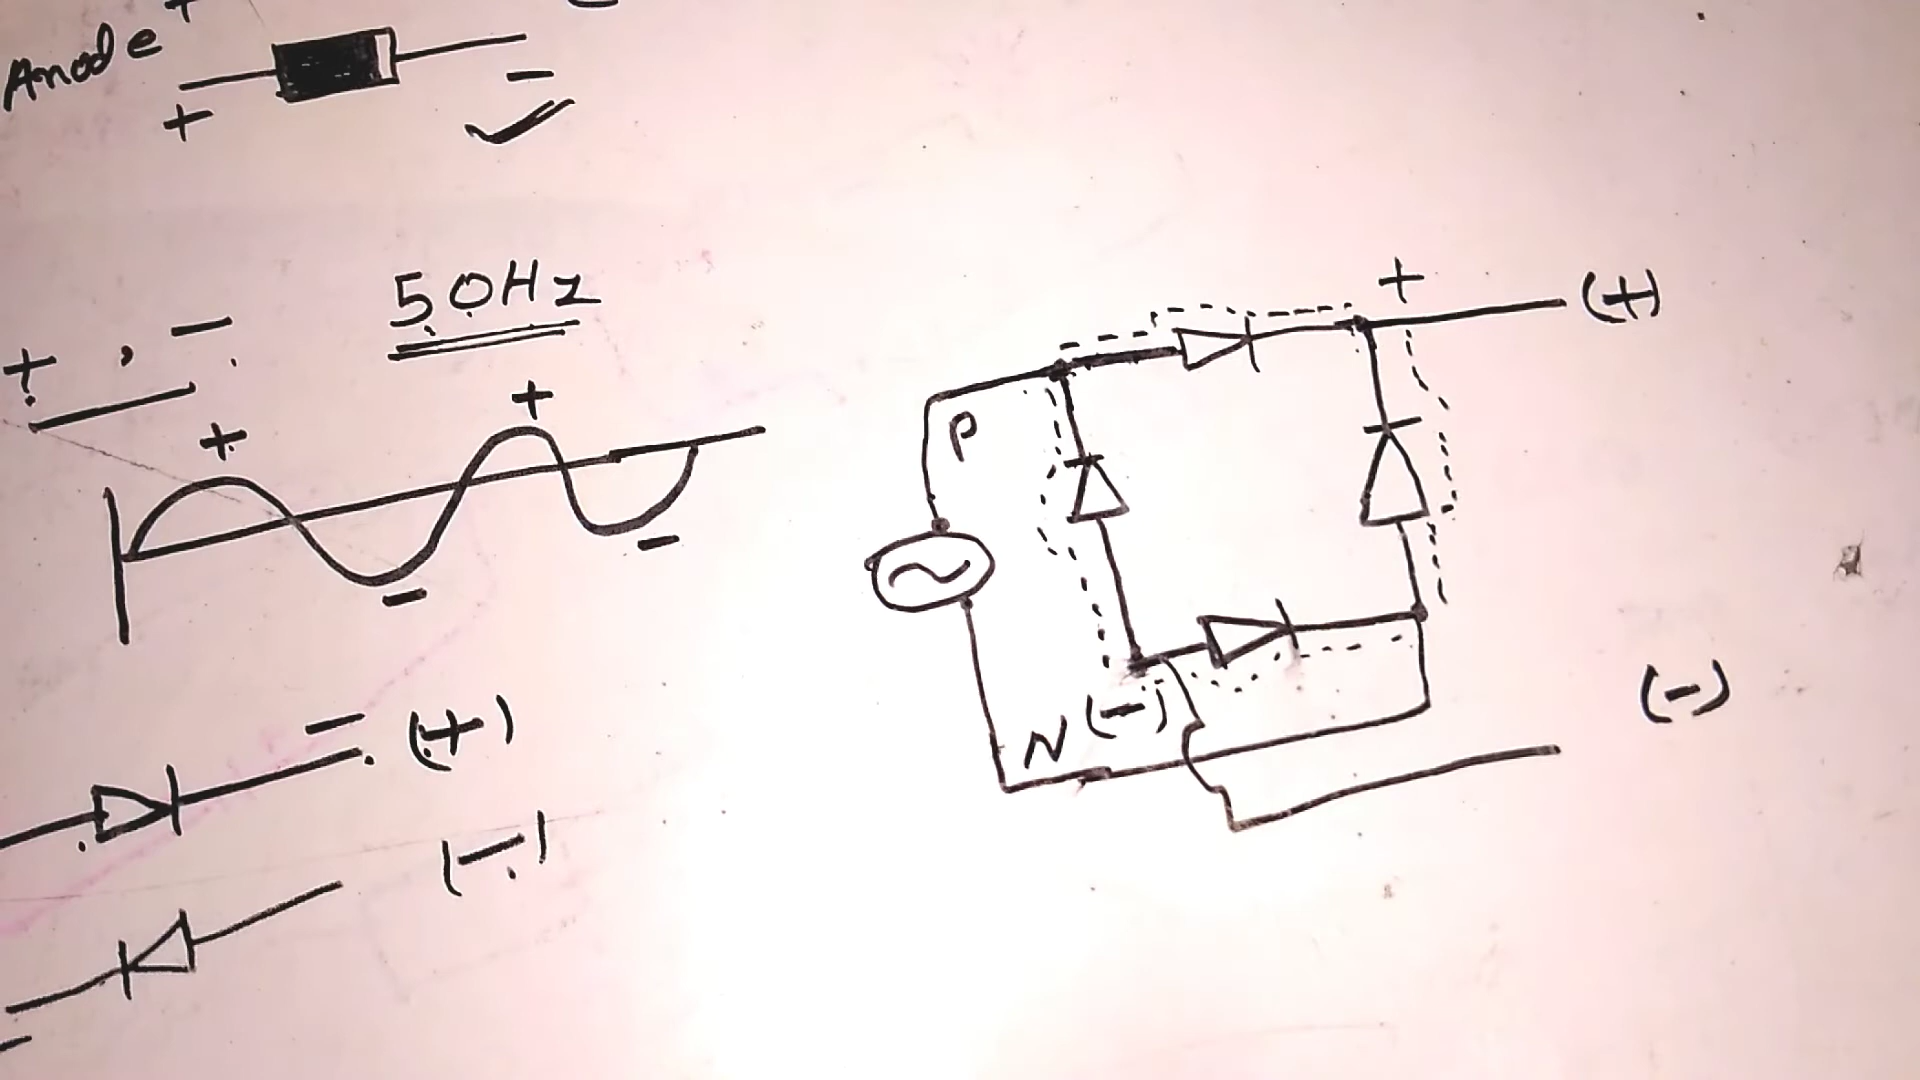 Anode +
+ -
50Hz
+ , -
+ +
- -
- (+)
(-)
-
+ (+)
P
N (-)
(-)